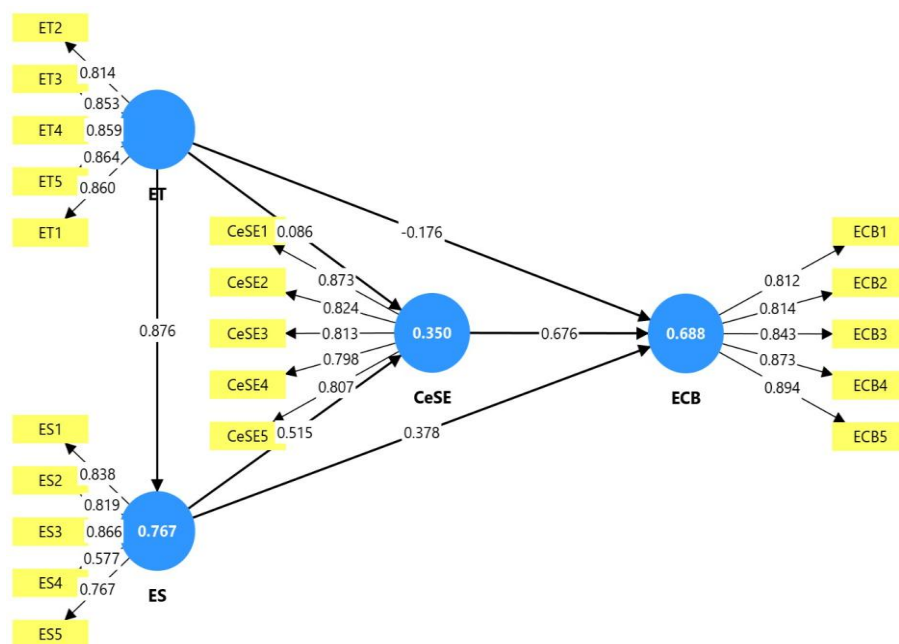 ET2
0.814
ET3
0.853
ET4
0.859
ET5
0.864
0.860
ET1
ET
CeSE1
0.086
-0.176
ECB1
0.873
0.812
CeSE2
ECB2
0.824
0.814
0.876
CeSE3
0.813
0.350
0.676
0.688
0.843
ECB3
0.798
0.873
CeSE4
ECB4
0.807
0.894
CeSE
ECB
CeSE5
0.515
0.378
ECB5
ES1
0.838
ES2
0.819
ES3
0.866
0.767
0.577
ES4
0.767
ES
ES5